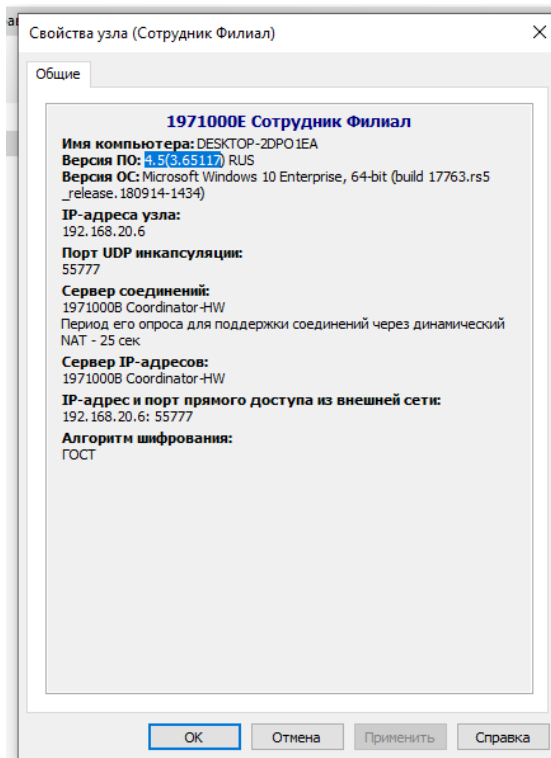 Свойства узла (Сотрудник Филиал)
Общие
1971000E Сотрудник Филиал
Имя компьютера: DESKTOP-2DPO1EA
Версия ПО: 4.5(3.65117) RUS
Версия ОС: Microsoft Windows 10 Enterprise, 64-bit (build 17763.rs5
_release.180914-1434)
IP-адреса узла:
192.168.20.6
Порт UDP инкапсуляции:
55777
Сервер соединений:
1971000B Coordinator-HW
Период его опроса для поддержки соединений через динамический
NAT - 25 сек
Сервер IP-адресов:
1971000B Coordinator-HW
IP-адрес и порт прямого доступа из внешней сети:
192.168.20.6: 55777
Алгоритм шифрования:
ГОСТ
OK Отмена Применить Справка